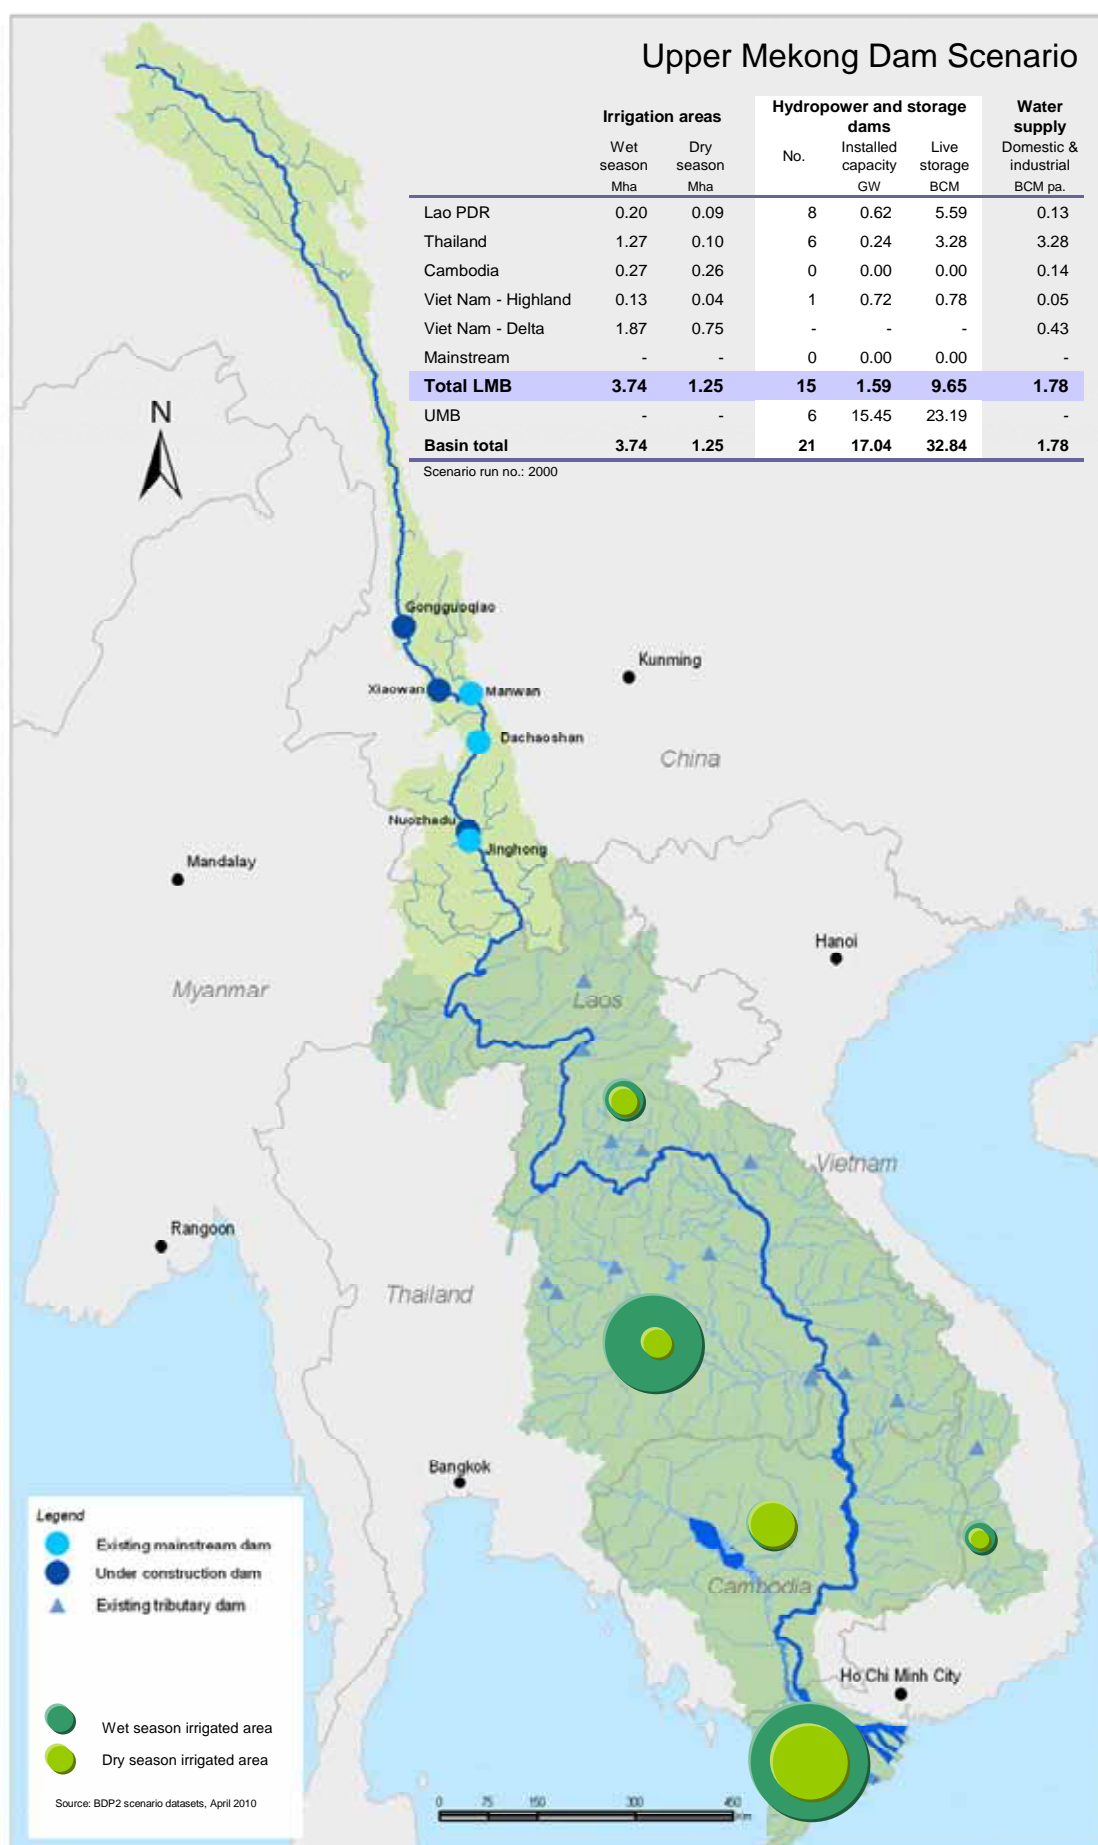 Upper Mekong Dam Scenario
Irrigation areas
Hydropower and storage dams
Water supply
Wet season
Dry season
No.
Installed capacity
Live storage
Domestic & industrial
Mha Mha GW BCM BCM pa.
Lao PDR 0.20 0.09 8 0.62 5.59 0.13
Thailand 1.27 0.10 6 0.24 3.28 3.28
Cambodia 0.27 0.26 0 0.00 0.00 0.14
Viet Nam - Highland 0.13 0.04 1 0.72 0.78 0.05
Viet Nam - Delta 1.87 0.75 - - - 0.43
Mainstream - - 0 0.00 0.00 -
Total LMB 3.74 1.25 15 1.59 9.65 1.78
UMB - - 6 15.45 23.19 -
Basin total 3.74 1.25 21 17.04 32.84 1.78
Scenario run no.: 2000
N
Gongguoqiao
Kunming
Xiaowan
Manwan
Dachaoshan
China
Nuozhadu
Jinghong
Mandalay
Hanoi
Myanmar
Laos
Vietnam
Rangoon
Thailand
Bangkok
Cambodia
Ho Chi Minh City
Legend
Existing mainstream dam
Under construction dam
Existing tributary dam
Wet season irrigated area
Dry season irrigated area
Source: BDP2 scenario datasets, April 2010
0 75 150 300 450